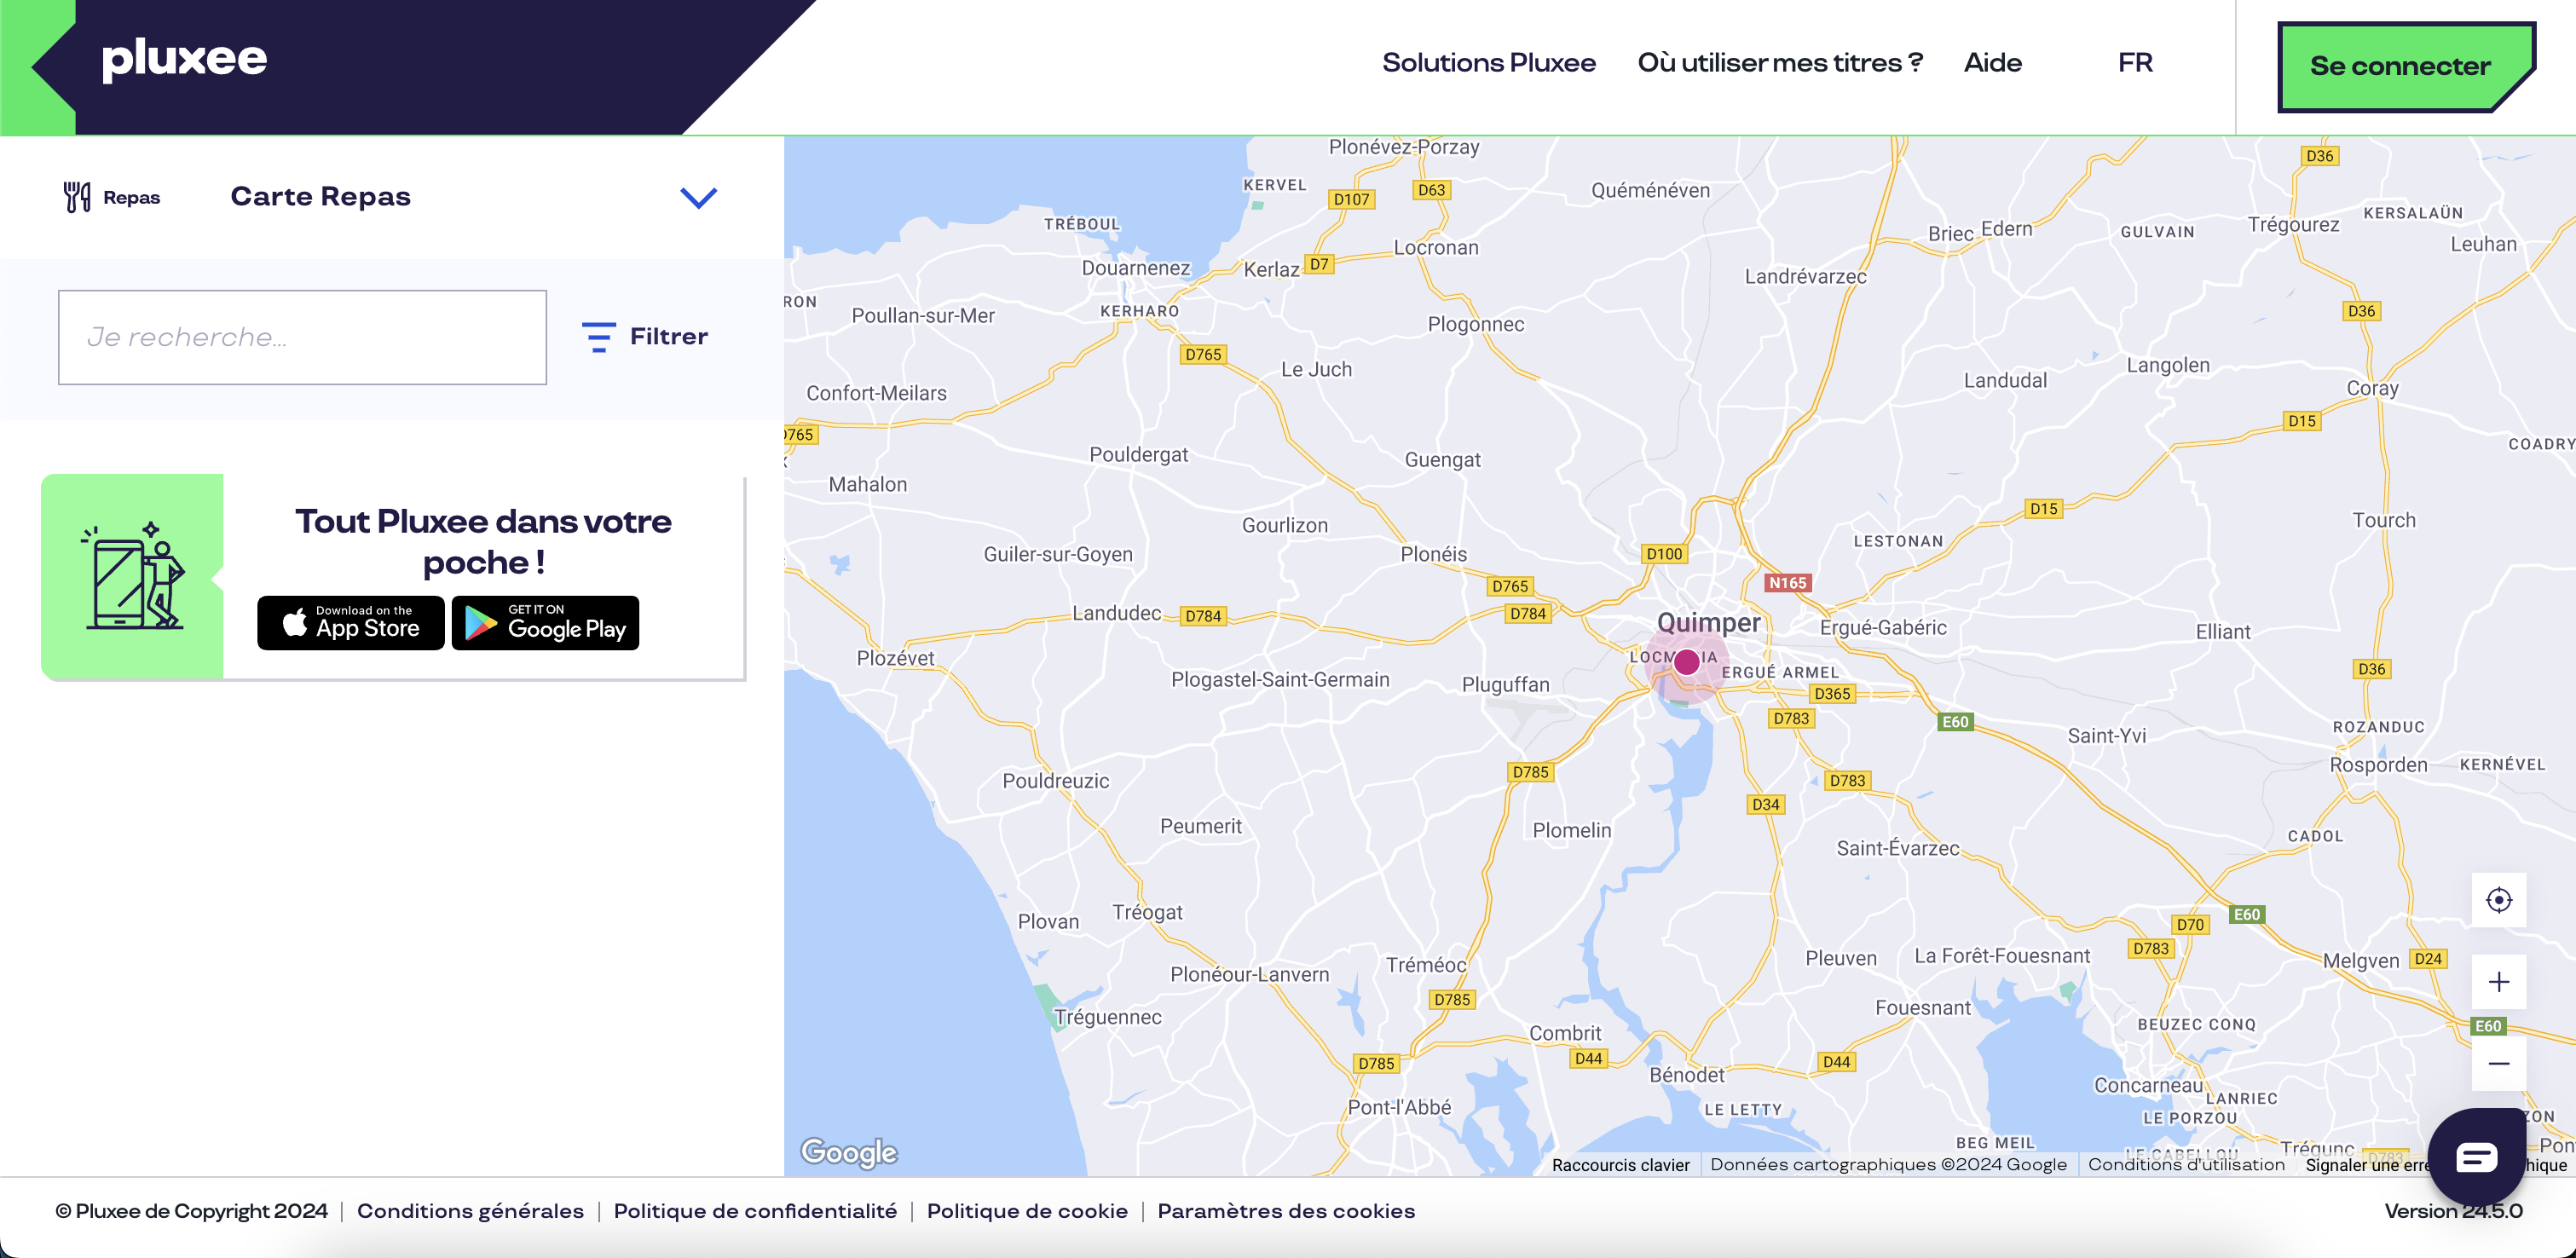 pluxee
Solutions Pluxee
Où utiliser mes titres ?
Aide
FR
Se connecter
Repas
Carte Repas
Je recherche...
Filtrer
Tout Pluxee dans votre
poche !
Download on the
App Store
GET IT ON
Google Play
Plonévez-Porzay
D36
KERVEL
D107
D63
Quéménéven
KERSALAÜN
TRÉBOUL
Briec
Edern
GULVAIN
Trégourez
Leuhan
Locronan
Douarnenez
Kerlaz
D7
Landrévarzec
RON
Poullan-sur-Mer
KERHARO
Plogonnec
D36
D765
Le Juch
Landudal
Langolen
Coray
Confort-Meilars
D15
D765
COADRY
Pouldergat
Guengat
Mahalon
D15
Gourlizon
Tourch
Guiler-sur-Goyen
Plonéis
D100
LESTONAN
N165
D765
Landudec
D784
D784
Quimper
Ergué-Gabéric
Elliant
Plozévet
LOCM
IA
ERGUÉ ARMEL
D36
Plogastel-Saint-Germain
Pluguffan
D365
D783
E60
ROZANDUC
Saint-Yvi
Rosporden
KERNÉVEL
D785
Pouldreuzic
D783
D34
Peumerit
Plomelin
CADOL
Saint-Évarzec
Plovan
Tréogat
E60
D70
D783
Pleuven
La Forêt-Fouesnant
Melgven
D24
Plonéour-Lanvern
Tréméoc
D785
Fouesnant
Tréguennec
BEUZEC CONQ
E60
Combrit
D44
D785
D44
Bénodet
Concarneau
LANRIEC
Pont-l'Abbé
LE LETTY
LE PORZOU
ZON
BEG MEIL
Trégunc
Pon
LE CABELLOU
D783
Google
Raccourcis clavier
Données cartographiques ©2024 Google
Conditions d'utilisation
Signaler une erre
hique
© Pluxee de Copyright 2024
Conditions générales
Politique de confidentialité
Politique de cookie
Paramètres des cookies
Version 24.5.0